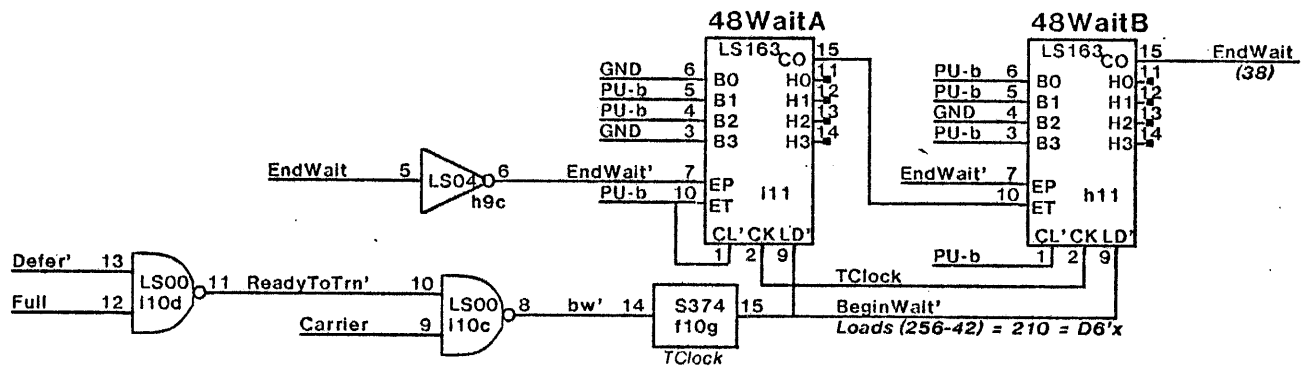 48WaitA
48WaitB
LS163 CO 15
LS163 CO 15 EndWait
(38)
GND 6 B0 H0 11
PU-b 5 B1 H1 12
PU-b 4 B2 H2 13
GND 3 B3 H3 14
PU-b 6 B0 H0 11
PU-b 5 B1 H1 12
GND 4 B2 H2 13
PU-b 3 B3 H3 14
EndWait 5 LS04 6 EndWait' 7 EP
h9c
PU-b 10 ET i11
EndWait' 7 EP
10 ET h11
CL' CK LD'
1 2 9
CL' CK LD'
PU-b 1 2 9
TClock
Defer' 13
LS00 11 ReadyToTrn' 10
Full 12 i10d
LS00 8 bw' 14 S374 15 BeginWait'
Carrier 9 i10c
f10g
TClock
Loads (256-42) = 210 = D6'x